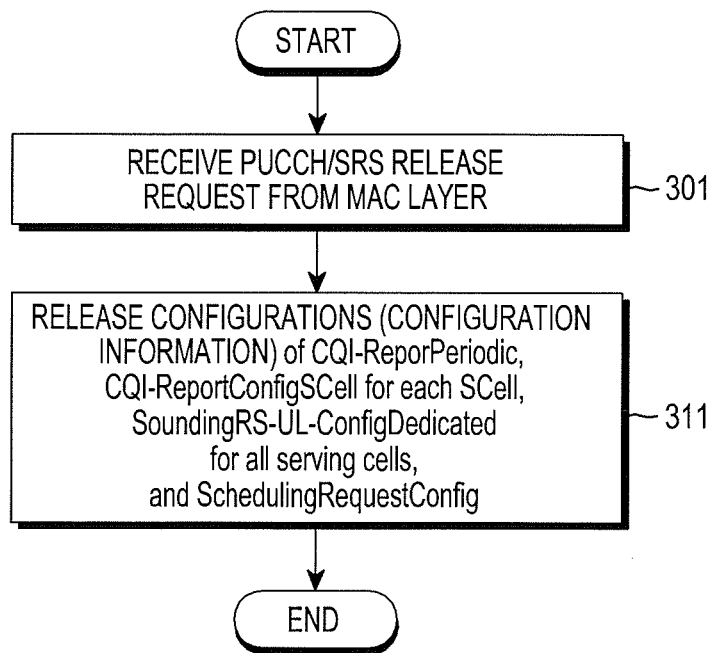 START
RECEIVE PUCCH/SRS RELEASE
REQUEST FROM MAC LAYER
301
RELEASE CONFIGURATIONS (CONFIGURATION
INFORMATION) of CQI-ReporPeriodic,
CQI-ReportConfigSCell for each SCell,
SoundingRS-UL-ConfigDedicated
for all serving cells,
and SchedulingRequestConfig
311
END